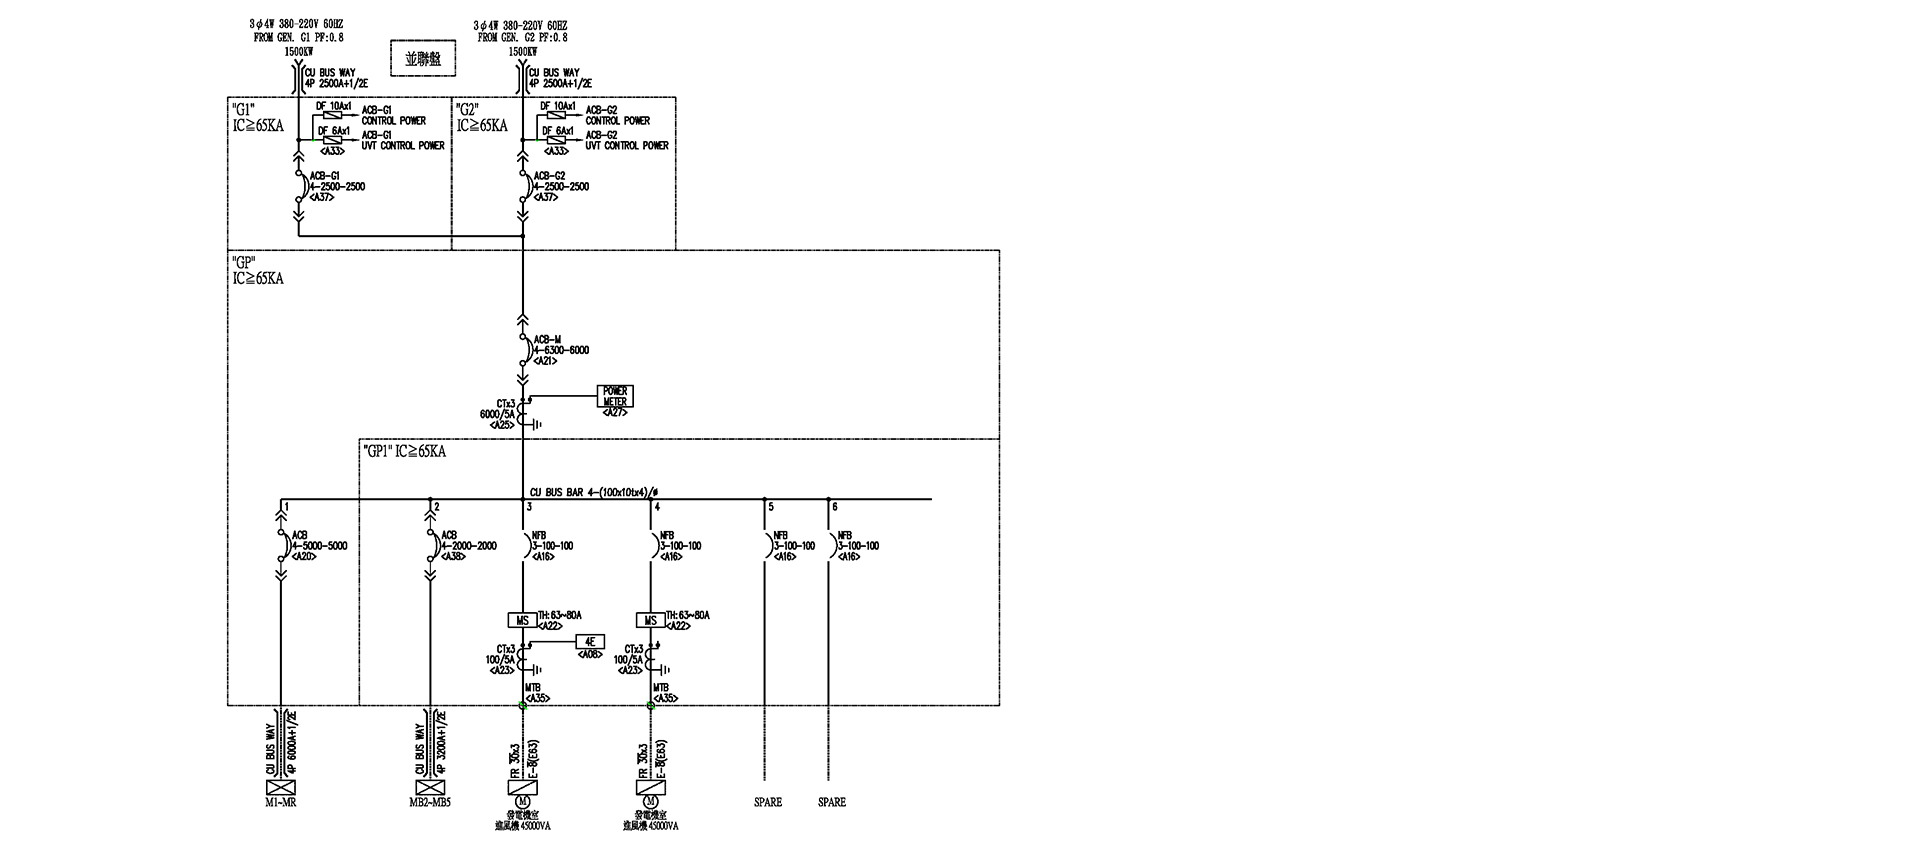 3φ4W 380-220V 60HZ
FROM GEN. G1 PF:0.8
1500KW
CU BUS WAY
4P 2500A+1/2E
並聯盤
3φ4W 380-220V 60HZ
FROM GEN. G2 PF:0.8
1500KW
CU BUS WAY
4P 2500A+1/2E
"G1"
IC≧65KA
DF 10Ax1
ACB-G1
CONTROL POWER
DF 6Ax1
ACB-G1
UVT CONTROL POWER
<A33>
ACB-G1
4-2500-2500
<A37>
"G2"
IC≧65KA
DF 10Ax1
ACB-G2
CONTROL POWER
DF 6Ax1
ACB-G2
UVT CONTROL POWER
<A33>
ACB-G2
4-2500-2500
<A37>
"GP"
IC≧65KA
ACB-M
4-6300-6000
<A21>
CTx3
6000/5A
<A25>
POWER
METER
<A27>
"GP1" IC≧65KA
CU BUS BAR 4-(100x10tx4)/ø
1
ACB
4-5000-5000
<A20>
2
ACB
4-2000-2000
<A38>
3
NFB
3-100-100
<A16>
4
NFB
3-100-100
<A16>
5
NFB
3-100-100
<A16>
6
NFB
3-100-100
<A16>
MS
TH:63~80A
<A22>
4E
<A08>
CTx3
100/5A
<A23>
MTB
<A35>
MS
TH:63~80A
<A22>
CTx3
100/5A
<A23>
MTB
<A35>
CU BUS WAY
4P 6000A+1/2E
M1~MR
CU BUS WAY
4P 3200A+1/2E
MB2~MB5
FR 30x3
E-8(E63)
M
發電機室
進風機 45000VA
FR 30x3
E-8(E63)
M
發電機室
進風機 45000VA
SPARE
SPARE